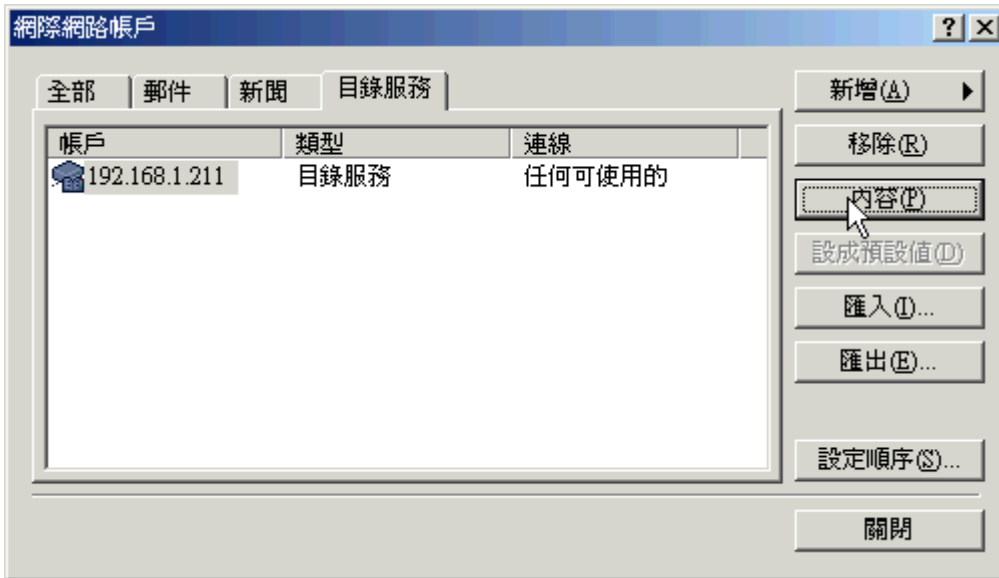 網際網路帳戶
全部 郵件 新聞 目錄服務
帳戶 類型 連線
192.168.1.211 目錄服務 任何可使用的
新增(A)
移除(R)
內容(P)
設成預設値(D)
匯入(I)...
匯出(E)...
設定順序(S)...
關閉